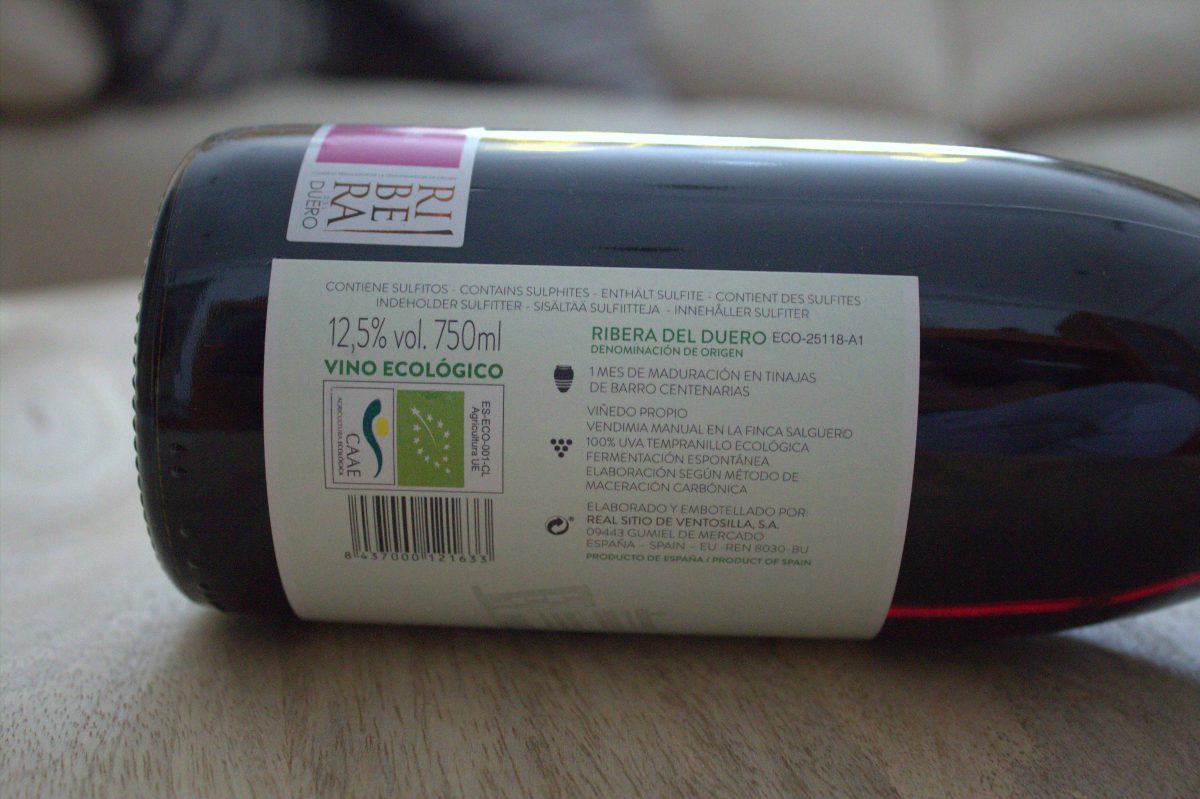 RI
BE
RA
DEL
DUERO
CONTIENE SULFITOS - CONTAINS SULPHITES - ENTHÄLT SULFITE - CONTIENT DES SULFITES
INDEHOLDER SULFITTER - SISÄLTÄÄ SULFIITTEJA - INNEHÅLLER SULFITER
12,5% vol. 750ml
VINO ECOLÓGICO
ES-ECO-001-CL
Agricultura UE
CAAE
AGRICULTURA ECOLÓGICA
8 437000 121633
RIBERA DEL DUERO ECO-25118-A1
DENOMINACIÓN DE ORIGEN
1 MES DE MADURACIÓN EN TINAJAS
DE BARRO CENTENARIAS
VIÑEDO PROPIO
VENDIMIA MANUAL EN LA FINCA SALGÜERO
100% UVA TEMPRANILLO ECOLÓGICA
FERMENTACIÓN ESPONTÁNEA
ELABORACIÓN SEGÚN MÉTODO DE
MACERACIÓN CARBÓNICA
ELABORADO Y EMBOTELLADO POR:
REAL SITIO DE VENTOSILLA, S.A.
09443 GUMIEL DE MERCADO
ESPAÑA - SPAIN - EU -REN 8030-BU
PRODUCTO DE ESPAÑA / PRODUCT OF SPAIN